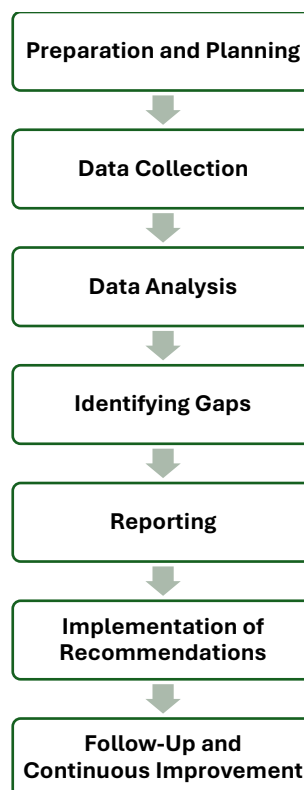 Preparation and Planning
Data Collection
Data Analysis
Identifying Gaps
Reporting
Implementation of
Recommendations
Follow-Up and
Continuous Improvement